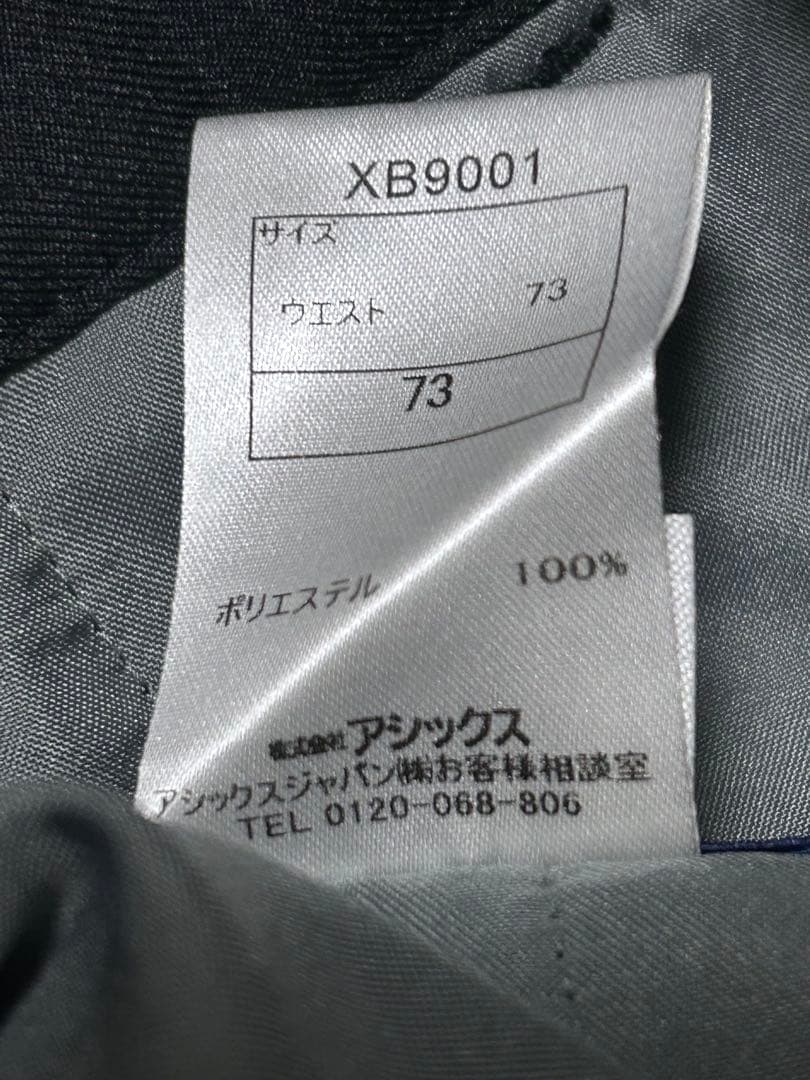 XB9001
サイズ
ウエスト 73
73
ポリエステル 100%
株式会社アシックス
アシックスジャパン㈱お客様相談室
TEL 0120-068-806